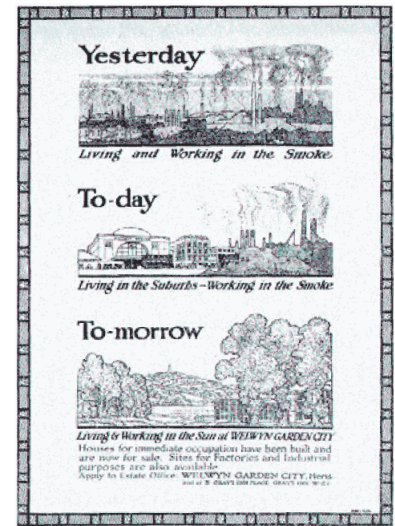 Yesterday
Living and Working in the Smoke
To-day
Living in the Suburbs-Working in the Smoke
To-morrow
Living & Working in the Sun at WELWYN GARDEN CITY
Houses for immediate occupation have been built and
are now for sale. Sites for Factories and Industrial
purposes are also available.
Apply to Estate Office: WELWYN GARDEN CITY, Herts.